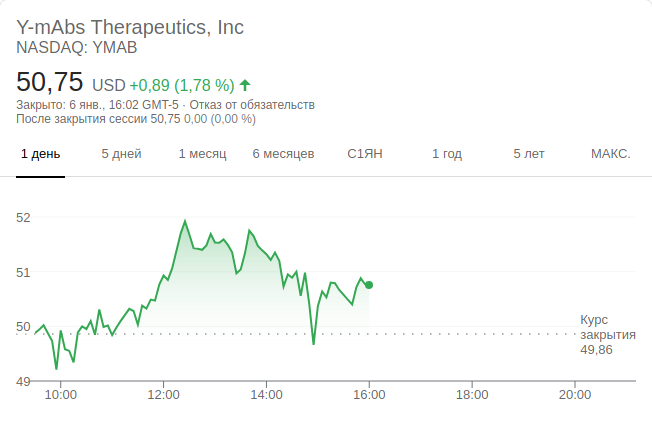 Y-mAbs Therapeutics, Inc
NASDAQ: YMAB
50,75 USD +0,89 (1,78 %)
Закрыто: 6 янв., 16:02 GMT-5 · Отказ от обязательств
После закрытия сессии 50,75 0,00 (0,00 %)
1 день 5 дней 1 месяц 6 месяцев С1ЯН 1 год 5 лет МАКС.
52
51
50
Курс
закрытия
49,86
49
10:00 12:00 14:00 16:00 18:00 20:00